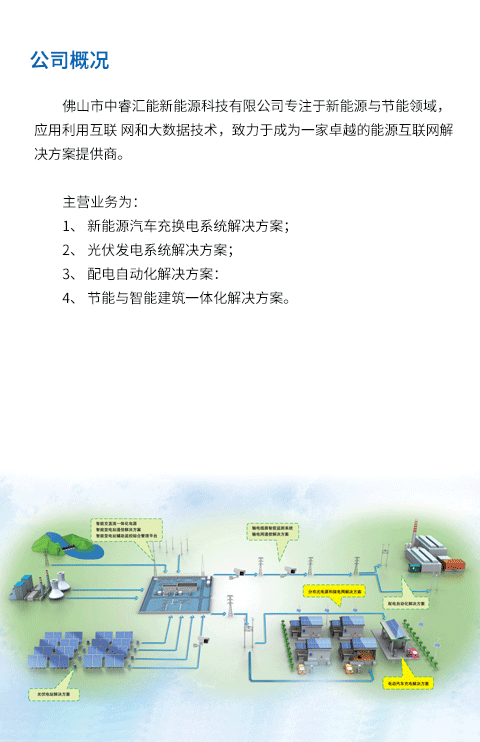 公司概况
佛山市中睿汇能新能源科技有限公司专注于新能源与节能领域，
应用利用互联 网和大数据技术，致力于成为一家卓越的能源互联网解
决方案提供商。
主营业务为：
1、 新能源汽车充换电系统解决方案；
2、 光伏发电系统解决方案；
3、 配电自动化解决方案：
4、 节能与智能建筑一体化解决方案。
智能交直流一体化电源
智能变电站通信解决方案
智能变电站辅助监控综合管理平台
输电线路智能监测系统
输电网通信解决方案
分布式电源和微电网解决方案
配电自动化解决方案
光伏电站解决方案
电动汽车充电解决方案